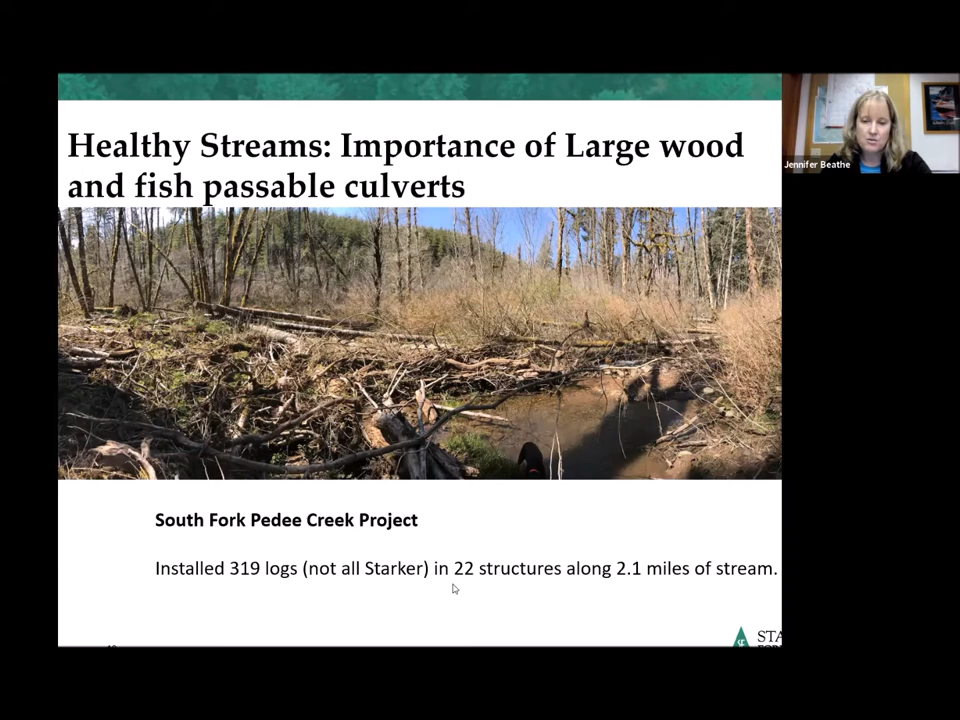 Healthy Streams: Importance of Large wood
and fish passable culverts
Jennifer Beathe
South Fork Pedee Creek Project
Installed 319 logs (not all Starker) in 22 structures along 2.1 miles of stream.
STA